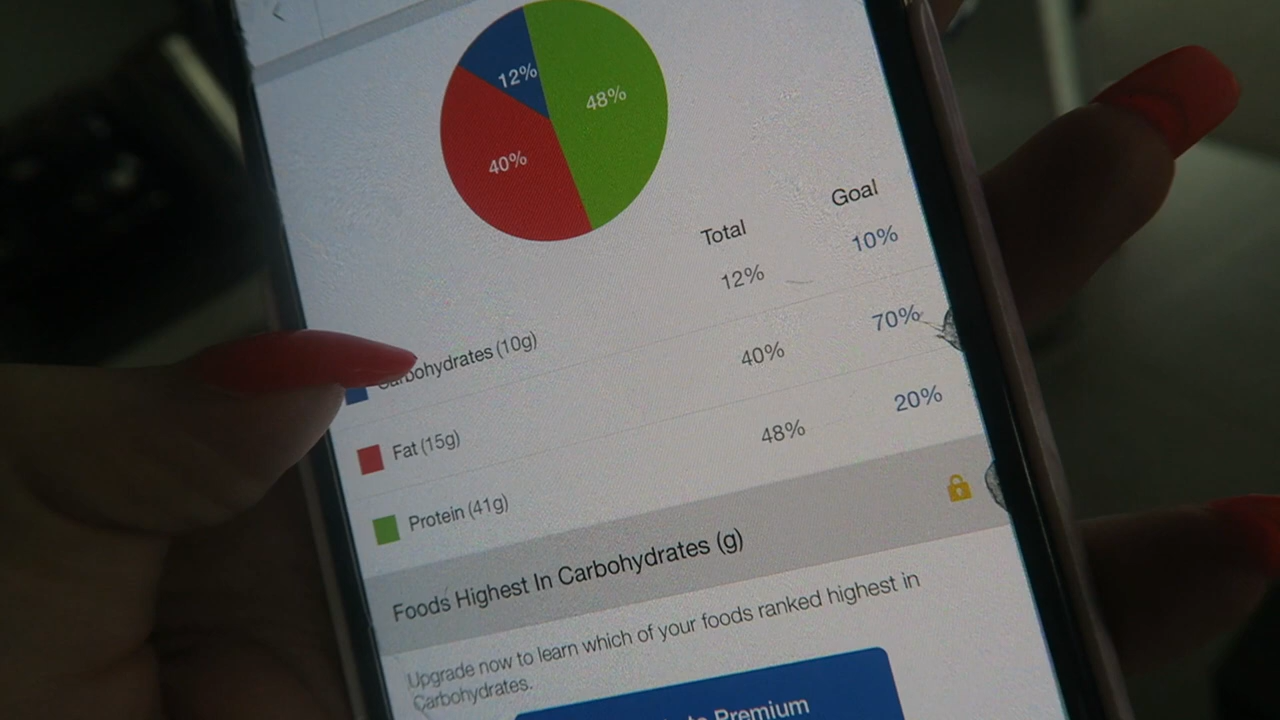 12%
48%
40%
Total Goal
Carbohydrates (10g) 12% 10%
Fat (15g) 40% 70%
Protein (41g) 48% 20%
Foods Highest In Carbohydrates (g)
Upgrade now to learn which of your foods ranked highest in
Carbohydrates.
Premium